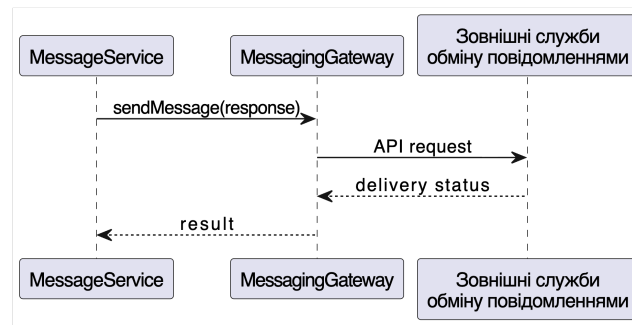 MessageService
MessagingGateway
Зовнішні служби
обміну повідомленнями
sendMessage(response)
API request
delivery status
result
MessageService
MessagingGateway
Зовнішні служби
обміну повідомленнями